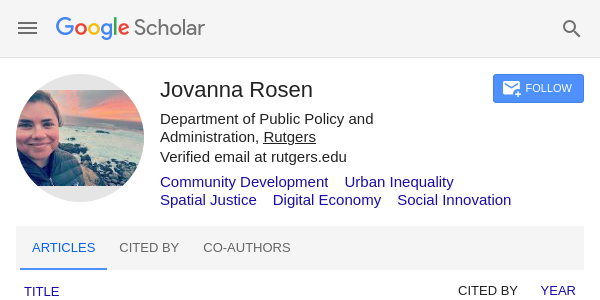 Google Scholar
Jovanna Rosen
FOLLOW
Department of Public Policy and
Administration, Rutgers
Verified email at rutgers.edu
Community Development Urban Inequality
Spatial Justice Digital Economy Social Innovation
ARTICLES CITED BY CO-AUTHORS
TITLE CITED BY YEAR